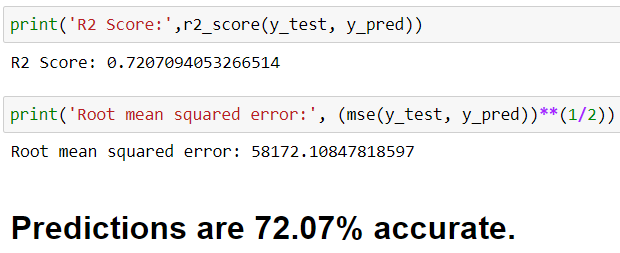 print('R2 Score:',r2_score(y_test, y_pred))
R2 Score: 0.7207094053266514
print('Root mean squared error:', (mse(y_test, y_pred))**(1/2))
Root mean squared error: 58172.10847818597
Predictions are 72.07% accurate.